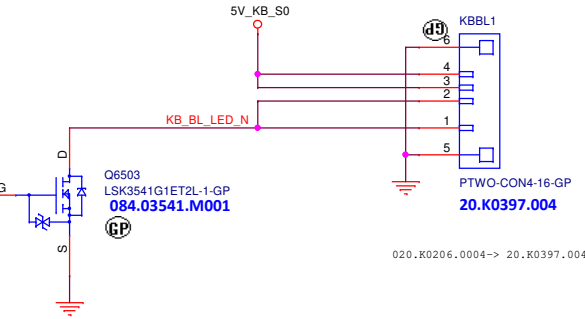 5V_KB_S0
KBBL1
GP
6
4
3
2
1
5
KB_BL_LED_N
D
G
S
Q6503
LSK3541G1ET2L-1-GP
084.03541.M001
GP
PTWO-CON4-16-GP
20.K0397.004
020.K0206.0004-> 20.K0397.004